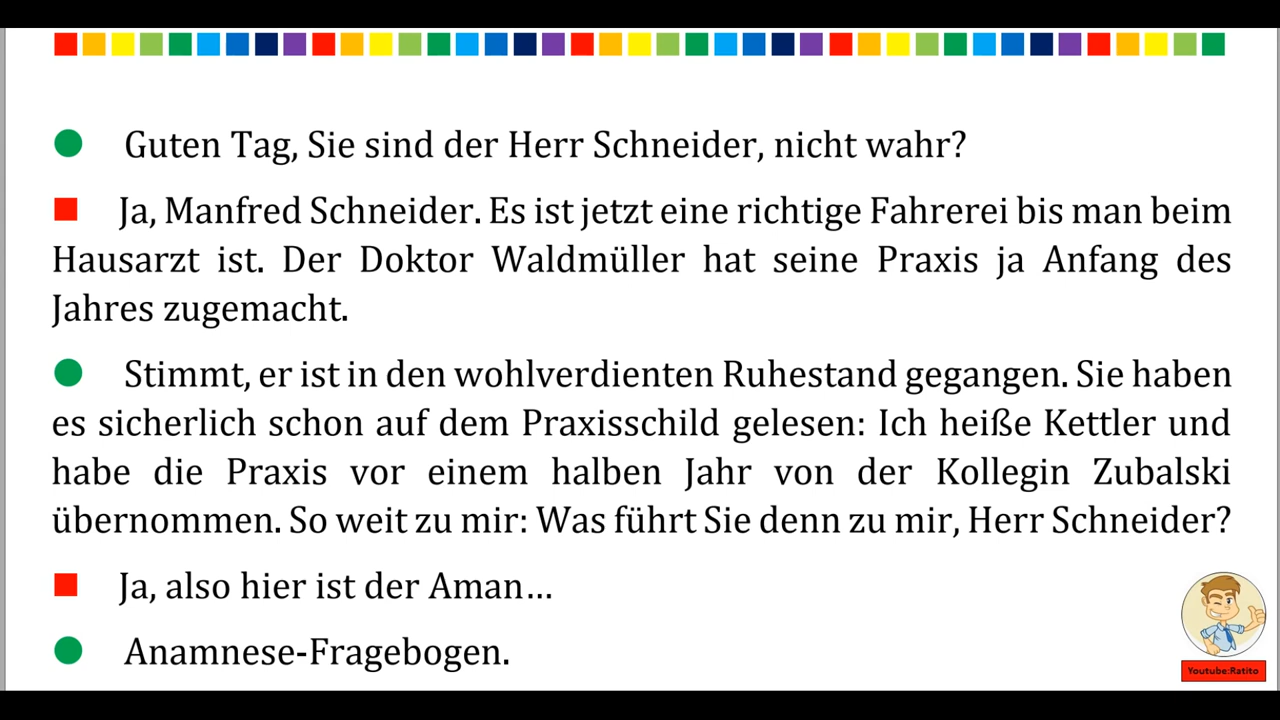 Guten Tag, Sie sind der Herr Schneider, nicht wahr?
Ja, Manfred Schneider. Es ist jetzt eine richtige Fahrerei bis man beim
Hausarzt ist. Der Doktor Waldmüller hat seine Praxis ja Anfang des
Jahres zugemacht.
Stimmt, er ist in den wohlverdienten Ruhestand gegangen. Sie haben
es sicherlich schon auf dem Praxisschild gelesen: Ich heiße Kettler und
habe die Praxis vor einem halben Jahr von der Kollegin Zubalski
übernommen. So weit zu mir: Was führt Sie denn zu mir, Herr Schneider?
Ja, also hier ist der Aman...
Anamnese-Fragebogen.
Youtube:Ratito